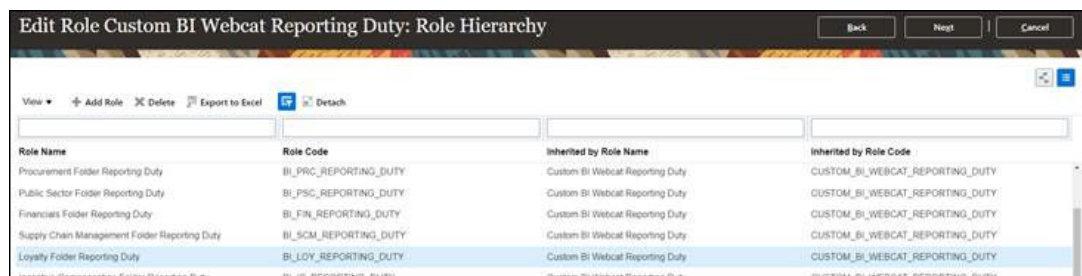 Edit Role Custom BI Webcat Reporting Duty: Role Hierarchy
Back Next Cancel
View Add Role Delete Export to Excel Detach
Role Name Role Code Inherited by Role Name Inherited by Role Code
Procurement Folder Reporting Duty BI_PRC_REPORTING_DUTY Custom BI Webcat Reporting Duty CUSTOM_BI_WEBCAT_REPORTING_DUTY
Public Sector Folder Reporting Duty BI_PSC_REPORTING_DUTY Custom BI Webcat Reporting Duty CUSTOM_BI_WEBCAT_REPORTING_DUTY
Financials Folder Reporting Duty BI_FIN_REPORTING_DUTY Custom BI Webcat Reporting Duty CUSTOM_BI_WEBCAT_REPORTING_DUTY
Supply Chain Management Folder Reporting Duty BI_SCM_REPORTING_DUTY Custom BI Webcat Reporting Duty CUSTOM_BI_WEBCAT_REPORTING_DUTY
Loyalty Folder Reporting Duty BI_LOY_REPORTING_DUTY Custom BI Webcat Reporting Duty CUSTOM_BI_WEBCAT_REPORTING_DUTY